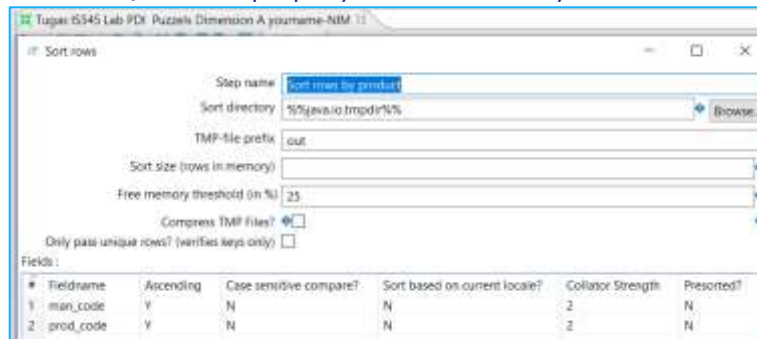 Tugas IS545 Lab PDI Puzzels Dimension A yourname-NIM
Sort rows
Step name Sort rows by product
Sort directory %%java.io.tmpdir%% Browse...
TMP-file prefix out
Sort size (rows in memory)
Free memory threshold (in %) 25
Compress TMP Files?
Only pass unique rows? (verifies keys only)
Fields :
# Fieldname Ascending Case sensitive compare? Sort based on current locale? Collator Strength Presorted?
1 man_code Y N N 2 N
2 prod_code Y N N 2 N